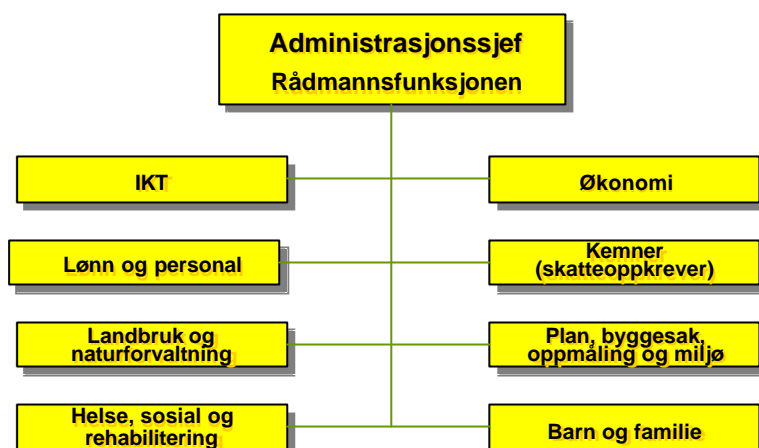 Administrasjonssjef
Rådmannsfunksjonen
IKT
Økonomi
Lønn og personal
Kemner
(skatteoppkrever)
Landbruk og
naturforvaltning
Plan, byggesak,
oppmåling og miljø
Helse, sosial og
rehabilitering
Barn og familie